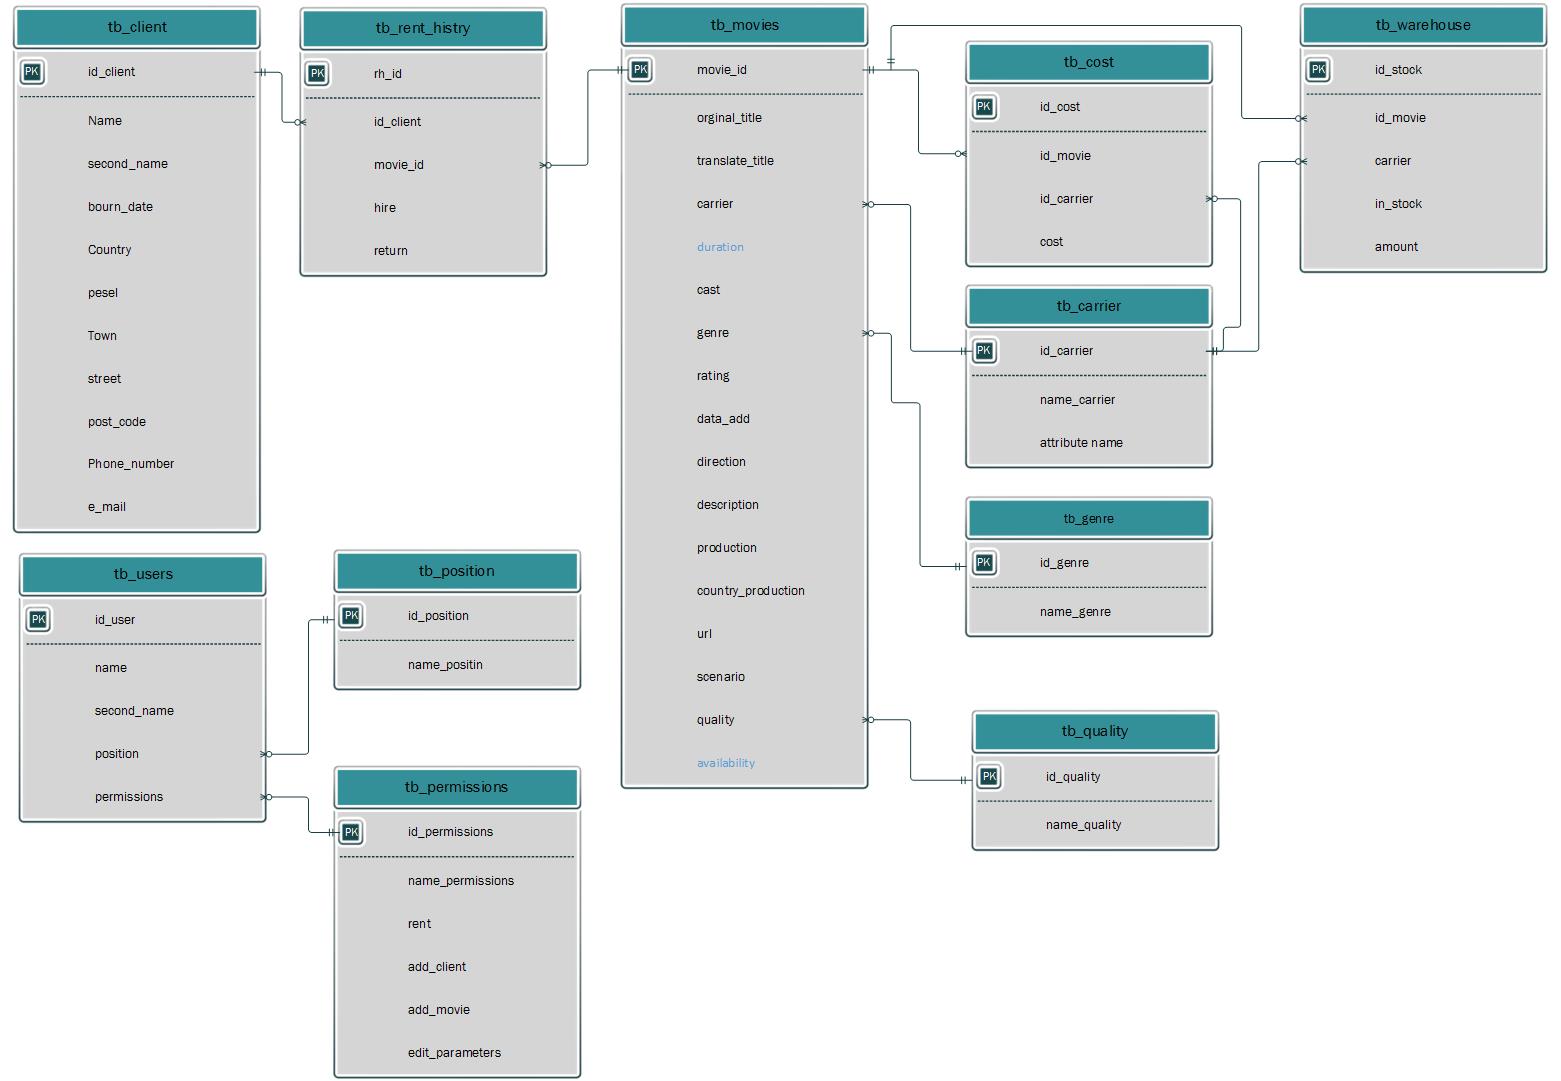 tb_client
PK id_client
Name
second_name
bourn_date
Country
pesel
Town
street
post_code
Phone_number
e_mail
tb_rent_histry
PK rh_id
id_client
movie_id
hire
return
tb_movies
PK movie_id
orginal_title
translate_title
carrier
duration
cast
genre
rating
data_add
direction
description
production
country_production
url
scenario
quality
availability
tb_cost
PK id_cost
id_movie
id_carrier
cost
tb_warehouse
PK id_stock
id_movie
carrier
in_stock
amount
tb_carrier
PK id_carrier
name_carrier
attribute name
tb_genre
PK id_genre
name_genre
tb_quality
PK id_quality
name_quality
tb_users
PK id_user
name
second_name
position
permissions
tb_position
PK id_position
name_positin
tb_permissions
PK id_permissions
name_permissions
rent
add_client
add_movie
edit_parameters